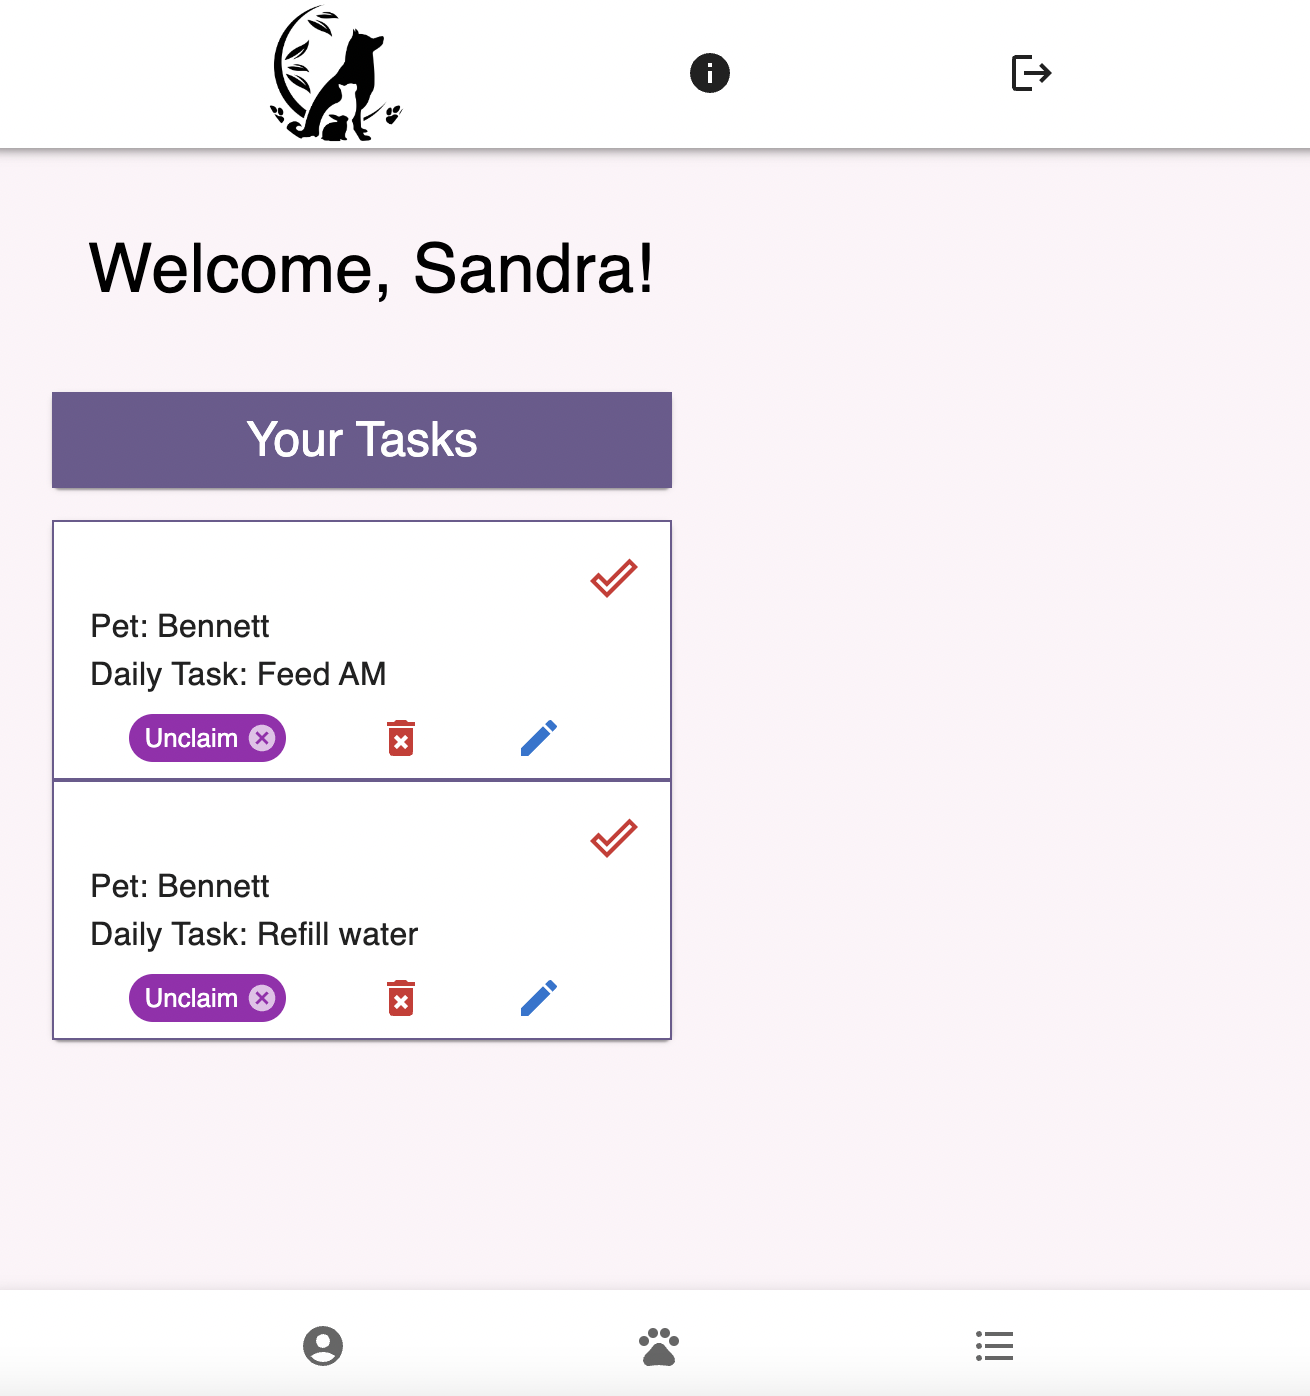 Welcome, Sandra!
Your Tasks
Pet: Bennett
Daily Task: Feed AM
Unclaim
Pet: Bennett
Daily Task: Refill water
Unclaim